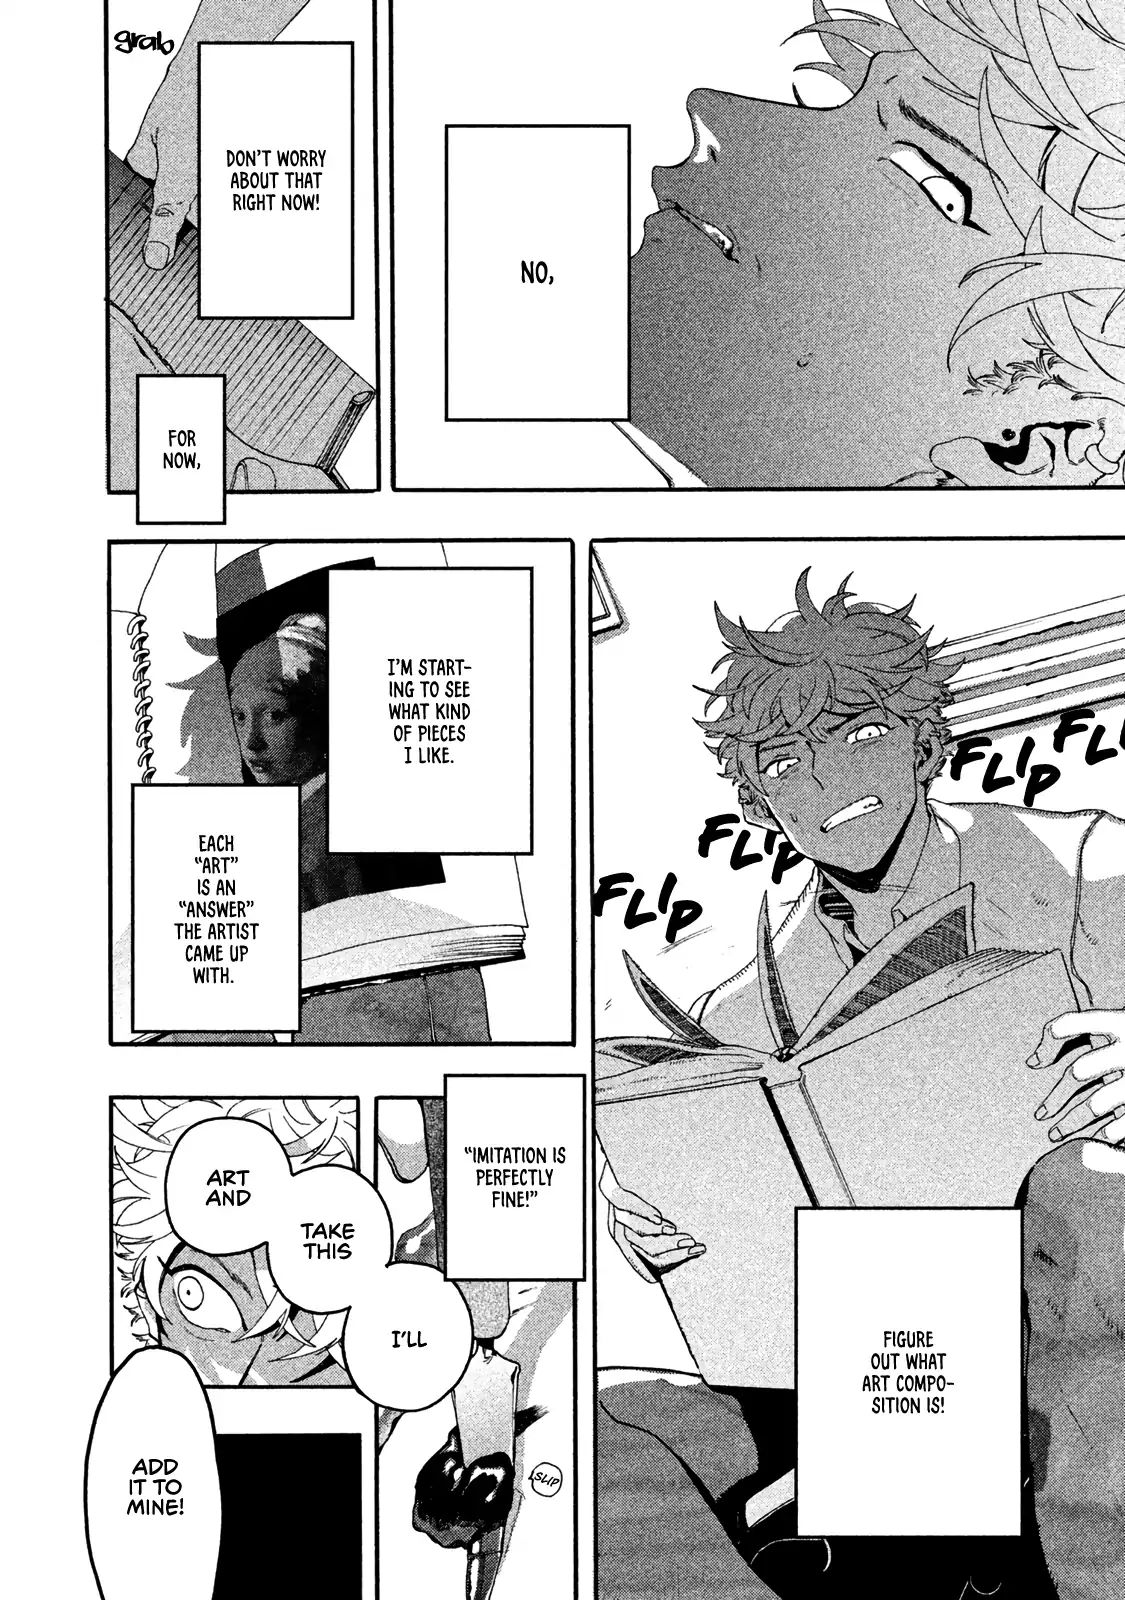 NO,
grab
DON'T WORRY
ABOUT THAT
RIGHT NOW!
FOR
NOW,
FLIP
FLIP
FLIP
FLIP
FIGURE
OUT WHAT
ART COMPO-
SITION IS!
I'M START-
ING TO SEE
WHAT KIND
OF PIECES
I LIKE.
EACH
"ART"
IS AN
"ANSWER"
THE ARTIST
CAME UP
WITH.
"IMITATION IS
PERFECTLY
FINE!"
SLIP
I'LL
TAKE
THIS
ART
AND
ADD
IT TO
MINE!